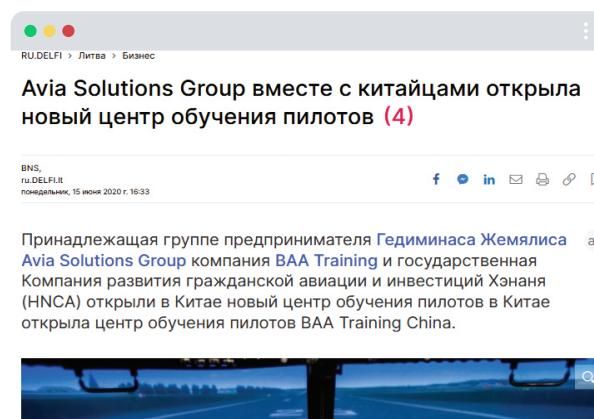 RU.DELFI > Литва > Бизнес
Avia Solutions Group вместе с китайцами открыла
новый центр обучения пилотов (4)
BNS,
ru.DELFI.lt
понедельник, 15 июня 2020 г. 16:33
Принадлежащая группе предпринимателя Гедиминаса Жемялиса
Avia Solutions Group компания BAA Training и государственная
Компания развития гражданской авиации и инвестиций Хэнаня
(HNCA) открыли в Китае новый центр обучения пилотов в Китае
открыла центр обучения пилотов BAA Training China.